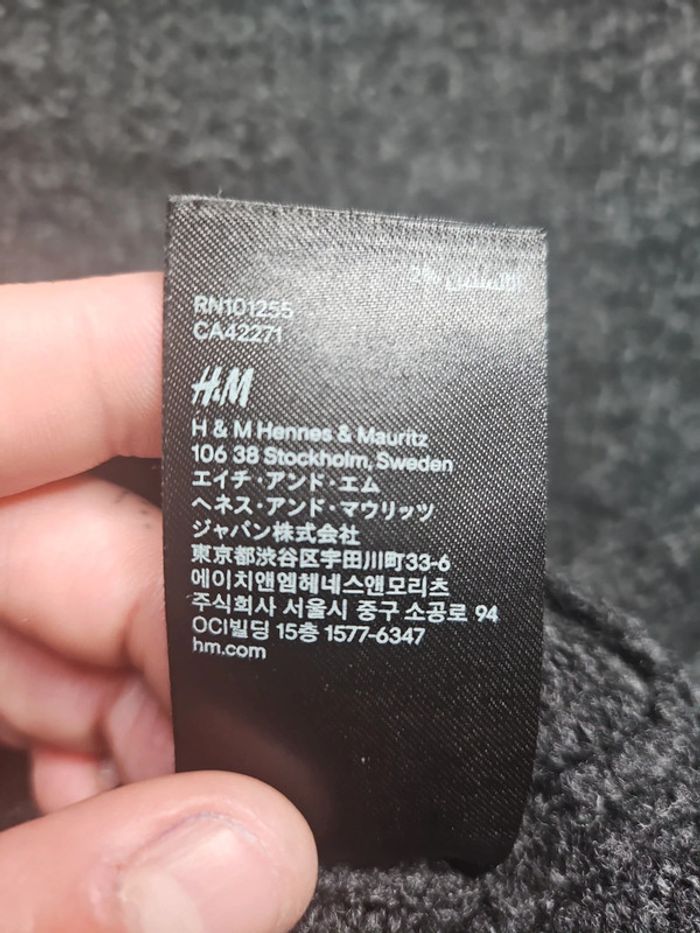 RN101255
CA42271
H&M
H & M Hennes & Mauritz
106 38 Stockholm, Sweden
エイチ・アンド・エム
ヘネス・アンド・マウリッツ
ジャパン株式会社
東京都渋谷区宇田川町33-6
에이치앤엠헤네스앤모리츠
주식회사 서울시 중구 소공로 94
OCI빌딩 15층 1577-6347
hm.com